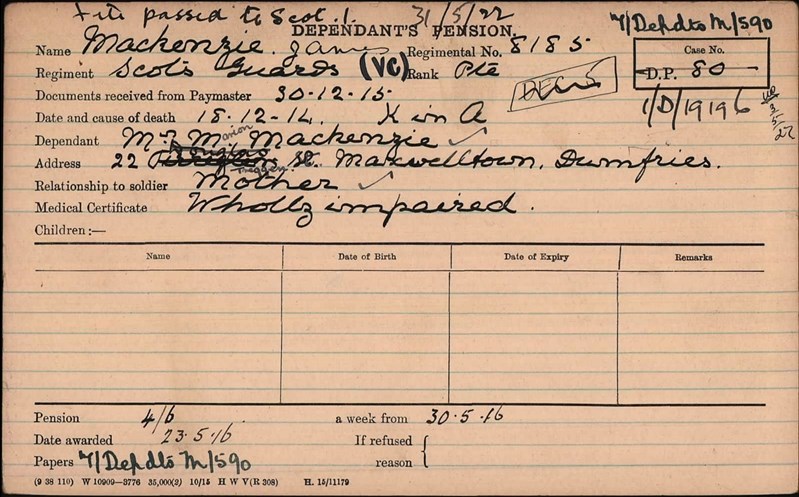 File passed to Scot. 1. 31/5/22
DEPENDANT'S PENSION.
7/Depdts M/590
Name Mackenzie. James Regimental No. 8185
Case No.
D.P. 80
Regiment Scots Guards (VC) Rank Pte
DEC'S
Documents received from Paymaster 30.12.15
1/D/19196
Date and cause of death 18.12.14. K in A
Dependant Mrs Marion Mackenzie
Address 22 Douglas St. Maxwelltown, Dumfries.
Relationship to soldier Mother
Medical Certificate Wholly impaired.
Children:—
Name Date of Birth Date of Expiry Remarks
Pension 4/6 a week from 30.5.16
Date awarded 23.5.16 If refused
Papers 7/Depdts M/590 reason
(9 38 110) W 10909—3776 35,000(2) 10/15 H W V(R 308) H. 15/11179